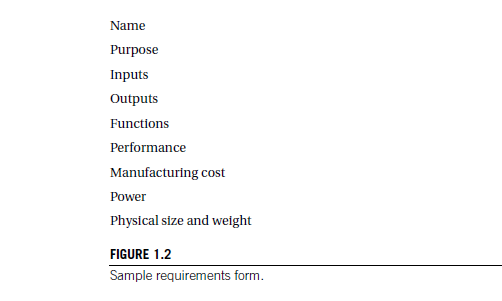 Name
Purpose
Inputs
Outputs
Functions
Performance
Manufacturing cost
Power
Physical size and weight
FIGURE 1.2
Sample requirements form.